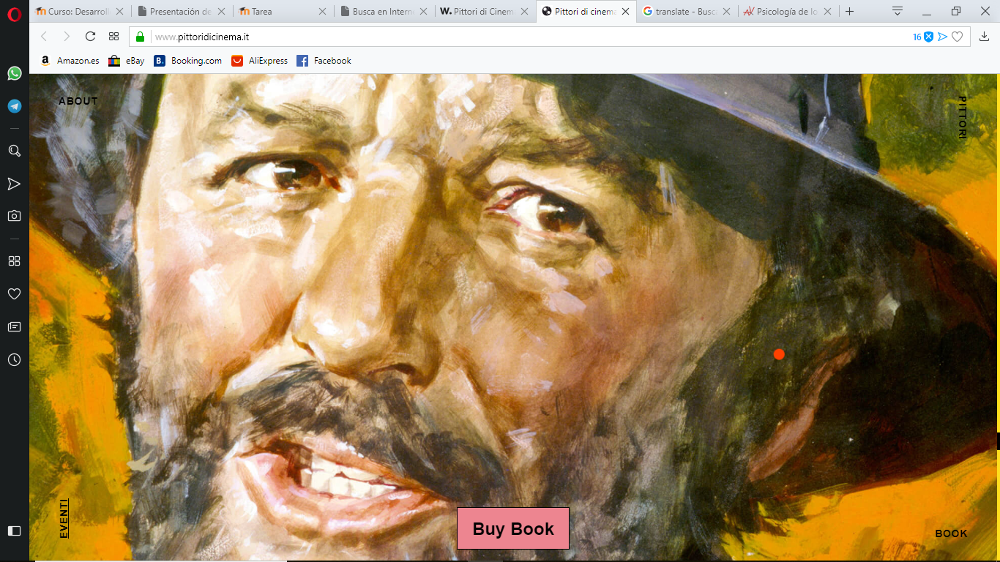 Curso: Desarroll
Presentación de
Tarea
Busca en Intern
W. Pittori di Cinem
Pittori di cinema
translate - Busc
Psicología de lo
www.pittoridicinema.it
16
Amazon.es
eBay
B. Booking.com
AliExpress
Facebook
ABOUT
PITTORI
EVENTI
Buy Book
BOOK